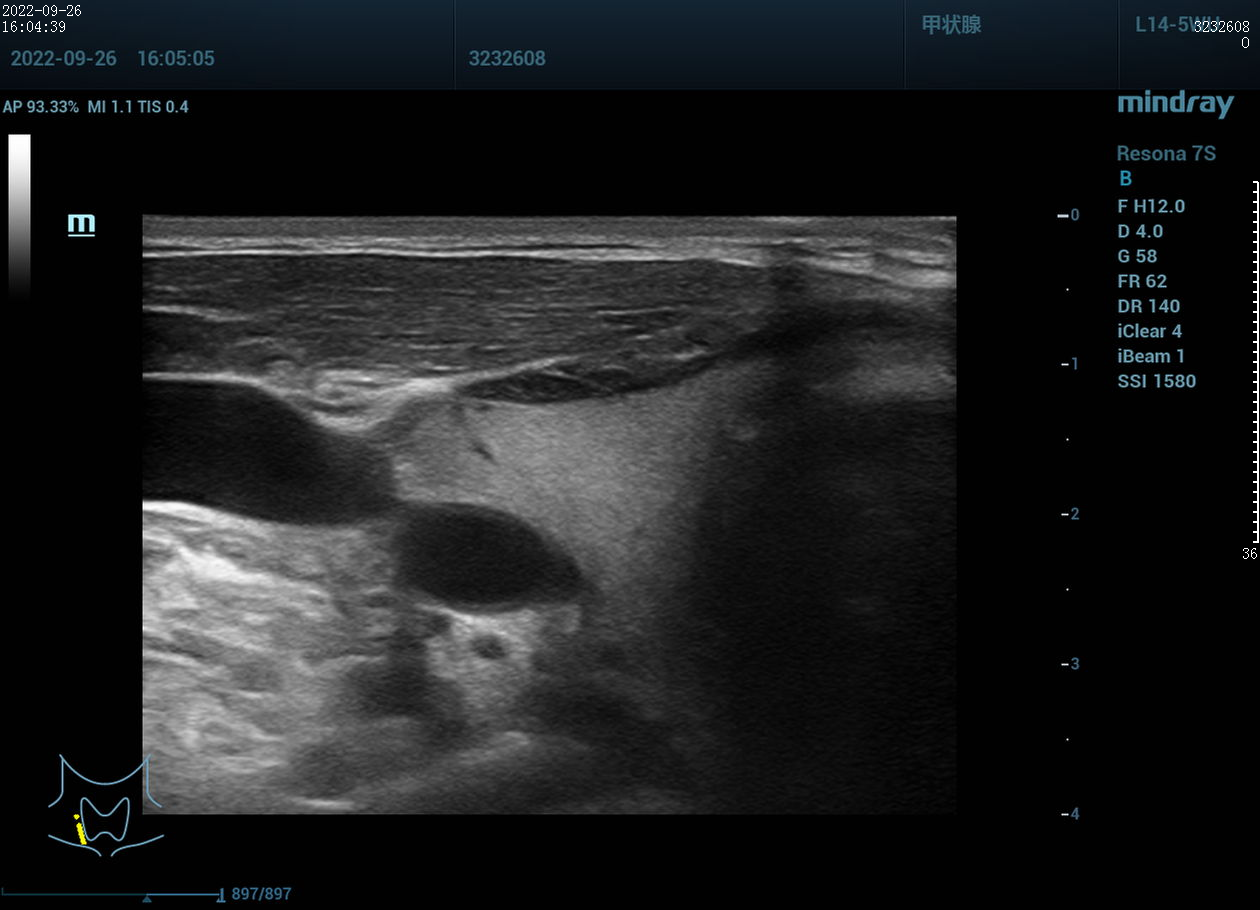 2022-09-26
16:04:39
甲状腺
L14-5WU
3232608
0
2022-09-26 16:05:05
3232608
AP 93.33% MI 1.1 TIS 0.4
mindray
Resona 7S
B
m
F H12.0
D 4.0
G 58
FR 62
DR 140
iClear 4
iBeam 1
SSI 1580
0
1
2
3
4
36
897/897